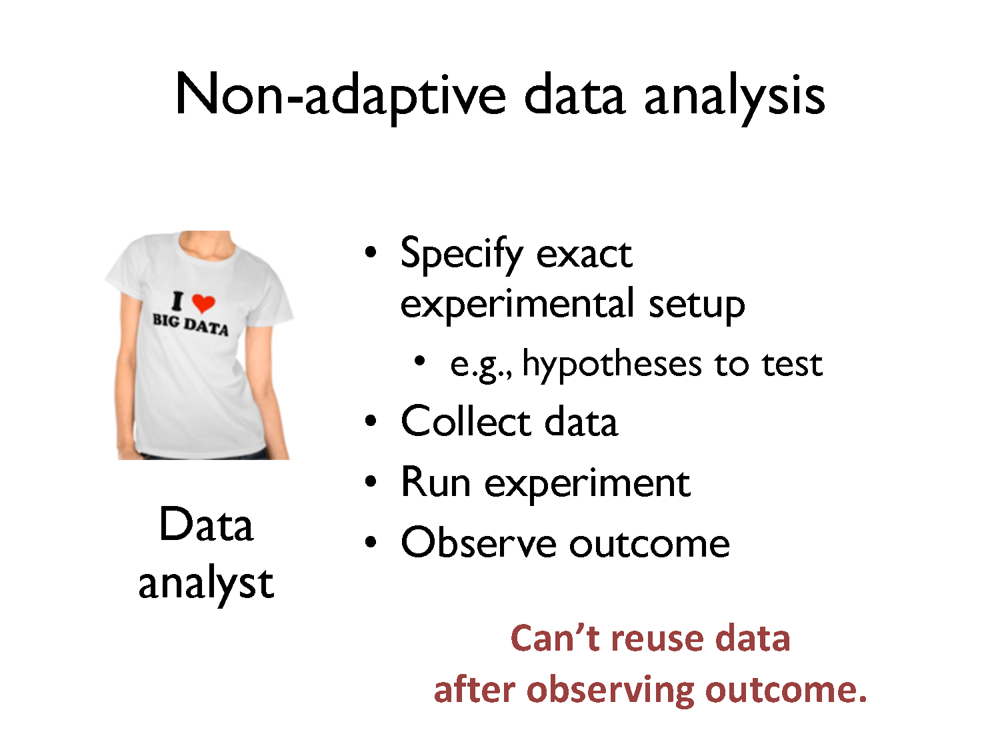 Non-adaptive data analysis
I ♥
BIG DATA
Data
analyst
• Specify exact
experimental setup
• e.g., hypotheses to test
• Collect data
• Run experiment
• Observe outcome
Can’t reuse data
after observing outcome.